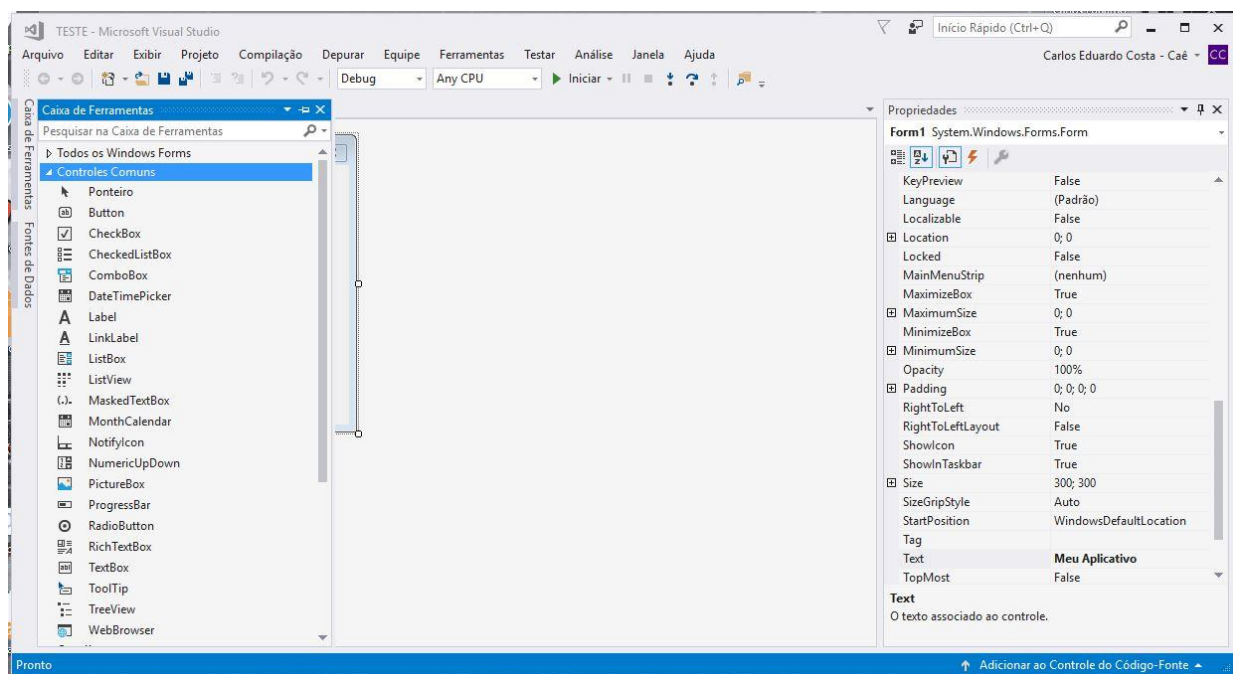 TESTE - Microsoft Visual Studio
Início Rápido (Ctrl+Q)
Arquivo Editar Exibir Projeto Compilação Depurar Equipe Ferramentas Testar Análise Janela Ajuda
Carlos Eduardo Costa - Caê CC
Debug Any CPU Iniciar
Caixa de Ferramentas
Fontes de Dados
Caixa de Ferramentas
Pesquisar na Caixa de Ferramentas
Todos os Windows Forms
Controles Comuns
Ponteiro
Button
CheckBox
CheckedListBox
ComboBox
DateTimePicker
Label
LinkLabel
ListBox
ListView
MaskedTextBox
MonthCalendar
NotifyIcon
NumericUpDown
PictureBox
ProgressBar
RadioButton
RichTextBox
TextBox
ToolTip
TreeView
WebBrowser
Propriedades
Form1 System.Windows.Forms.Form
KeyPreview False
Language (Padrão)
Localizable False
Location 0; 0
Locked False
MainMenuStrip (nenhum)
MaximizeBox True
MaximumSize 0; 0
MinimizeBox True
MinimumSize 0; 0
Opacity 100%
Padding 0; 0; 0; 0
RightToLeft No
RightToLeftLayout False
ShowIcon True
ShowInTaskbar True
Size 300; 300
SizeGripStyle Auto
StartPosition WindowsDefaultLocation
Tag
Text Meu Aplicativo
TopMost False
Text
O texto associado ao controle.
Pronto
Adicionar ao Controle do Código-Fonte